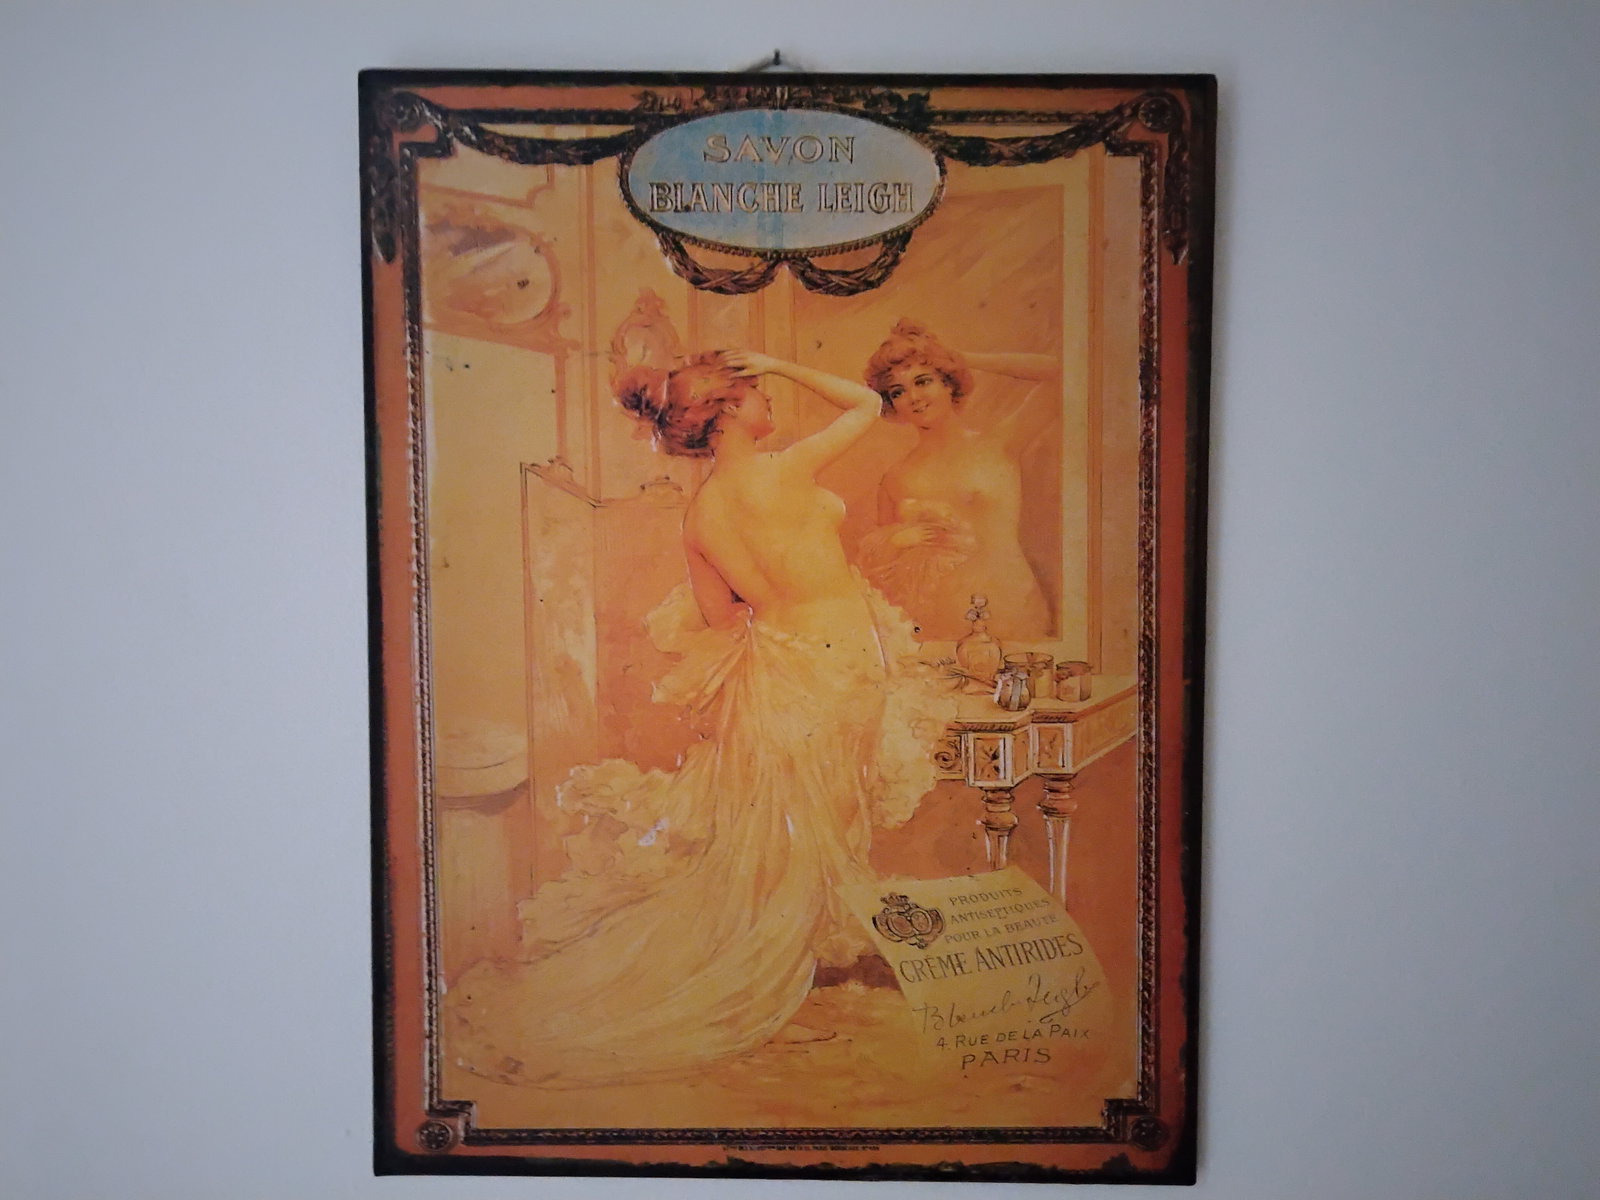 SAVON
BLANCHE LEIGH
PRODUITS
ANTISEPTIQUES
POUR LA BEAUTE
CRÈME ANTIRIDES
Blanche Leigh
4. RUE DE LA PAIX
PARIS